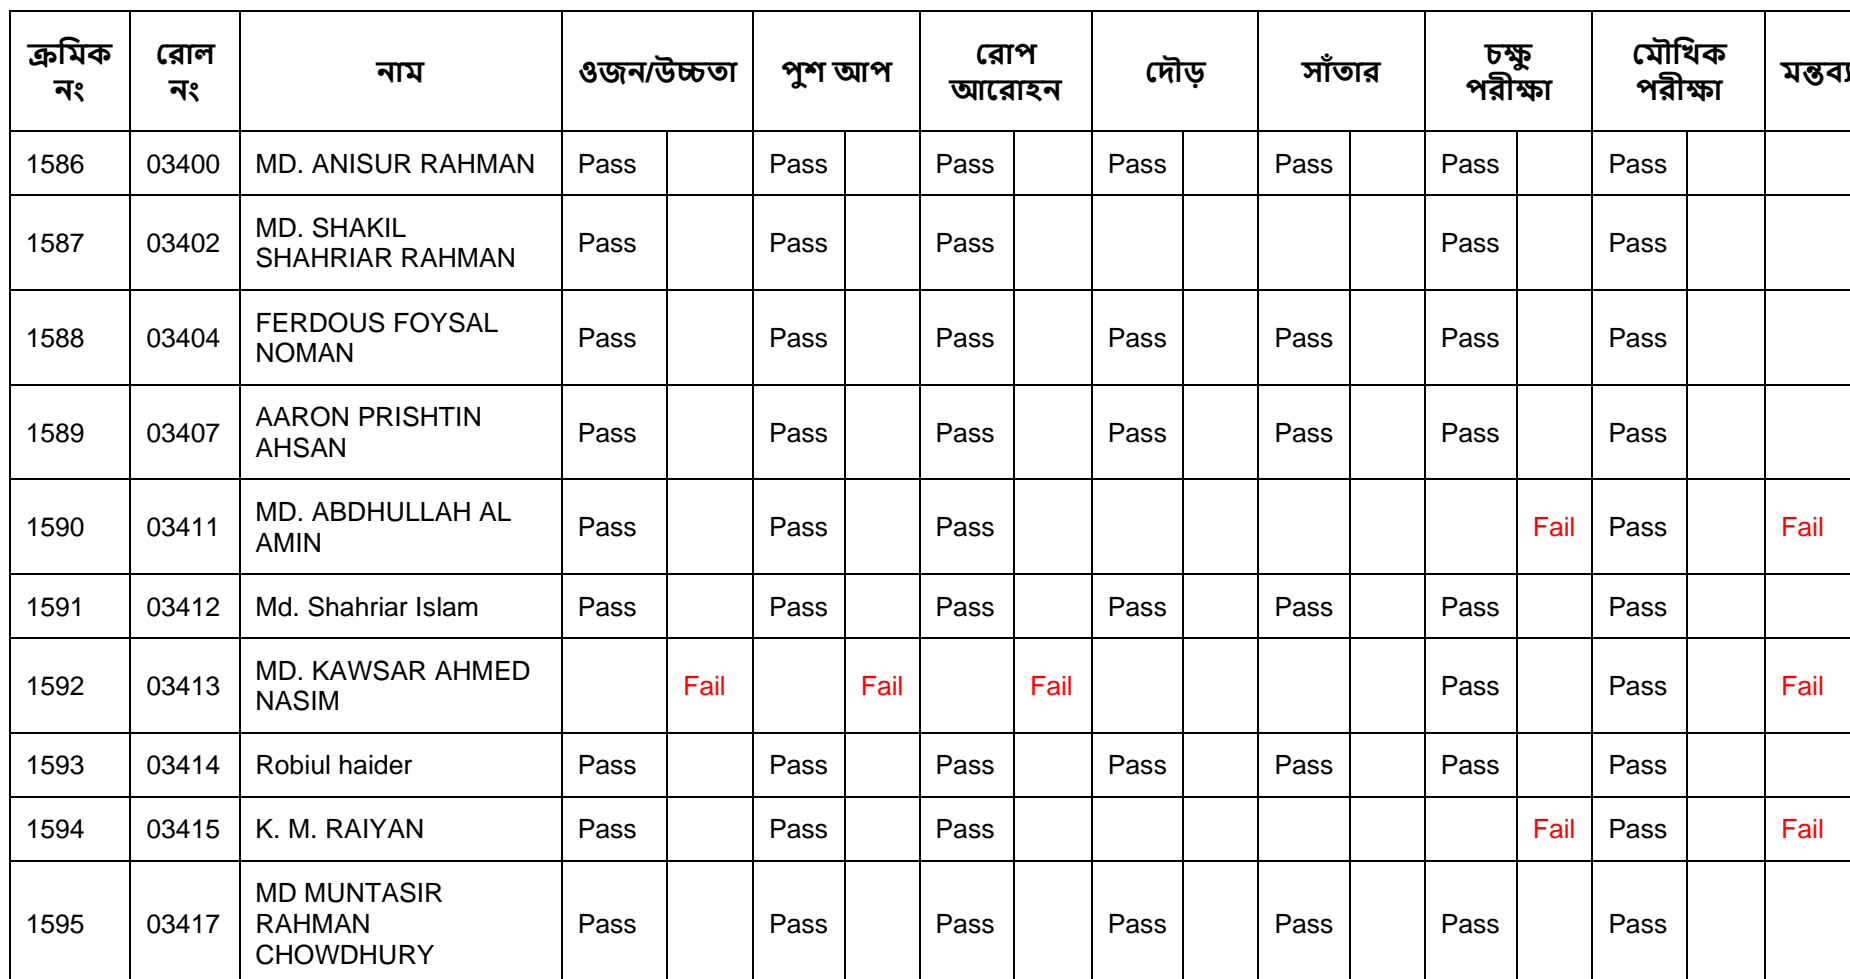 ক্রমিক নং রোল নং নাম ওজন/উচ্চতা পুশ আপ রোপ আরোহন দৌড় সাঁতার চক্ষু পরীক্ষা মৌখিক পরীক্ষা মন্তব্য
1586 03400 MD. ANISUR RAHMAN Pass Pass Pass Pass Pass Pass Pass
1587 03402 MD. SHAKIL SHAHRIAR RAHMAN Pass Pass Pass Pass Pass
1588 03404 FERDOUS FOYSAL NOMAN Pass Pass Pass Pass Pass Pass Pass
1589 03407 AARON PRISHTIN AHSAN Pass Pass Pass Pass Pass Pass Pass
1590 03411 MD. ABDHULLAH AL AMIN Pass Pass Pass Fail Pass Fail
1591 03412 Md. Shahriar Islam Pass Pass Pass Pass Pass Pass Pass
1592 03413 MD. KAWSAR AHMED NASIM Fail Fail Fail Pass Pass Fail
1593 03414 Robiul haider Pass Pass Pass Pass Pass Pass Pass
1594 03415 K. M. RAIYAN Pass Pass Pass Fail Pass Fail
1595 03417 MD MUNTASIR RAHMAN CHOWDHURY Pass Pass Pass Pass Pass Pass Pass